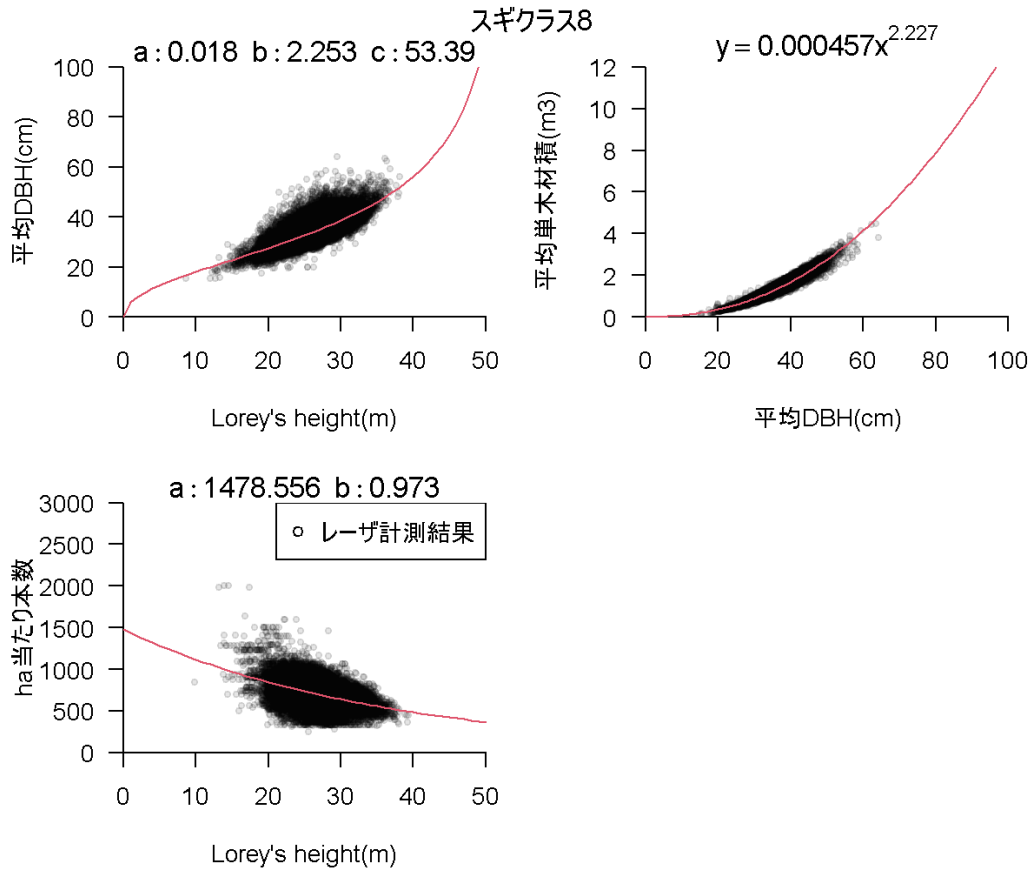 スギクラス8
a : 0.018 b : 2.253 c : 53.39
平均DBH(cm)
100
80
60
40
20
0
0 10 20 30 40 50
Lorey's height(m)
y = 0.000457x^2.227
平均単木材積(m3)
12
10
8
6
4
2
0
0 20 40 60 80 100
平均DBH(cm)
a : 1478.556 b : 0.973
レーザ計測結果
ha当たり本数
3000
2500
2000
1500
1000
500
0
0 10 20 30 40 50
Lorey's height(m)